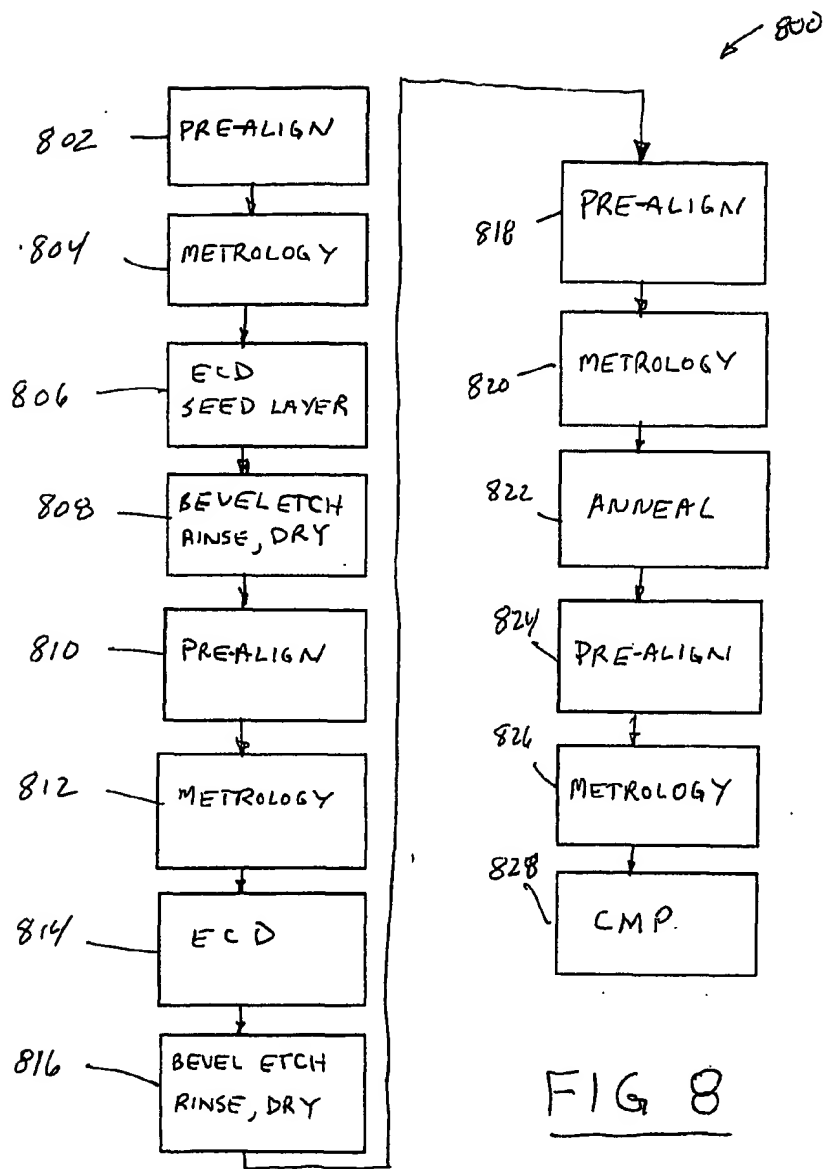 800
802
PRE-ALIGN
804
METROLOGY
806
ECD
SEED LAYER
808
BEVEL ETCH
RINSE, DRY
810
PRE-ALIGN
812
METROLOGY
814
ECD
816
BEVEL ETCH
RINSE, DRY
818
PRE-ALIGN
820
METROLOGY
822
ANNEAL
824
PRE-ALIGN
826
METROLOGY
828
CMP.
FIG 8